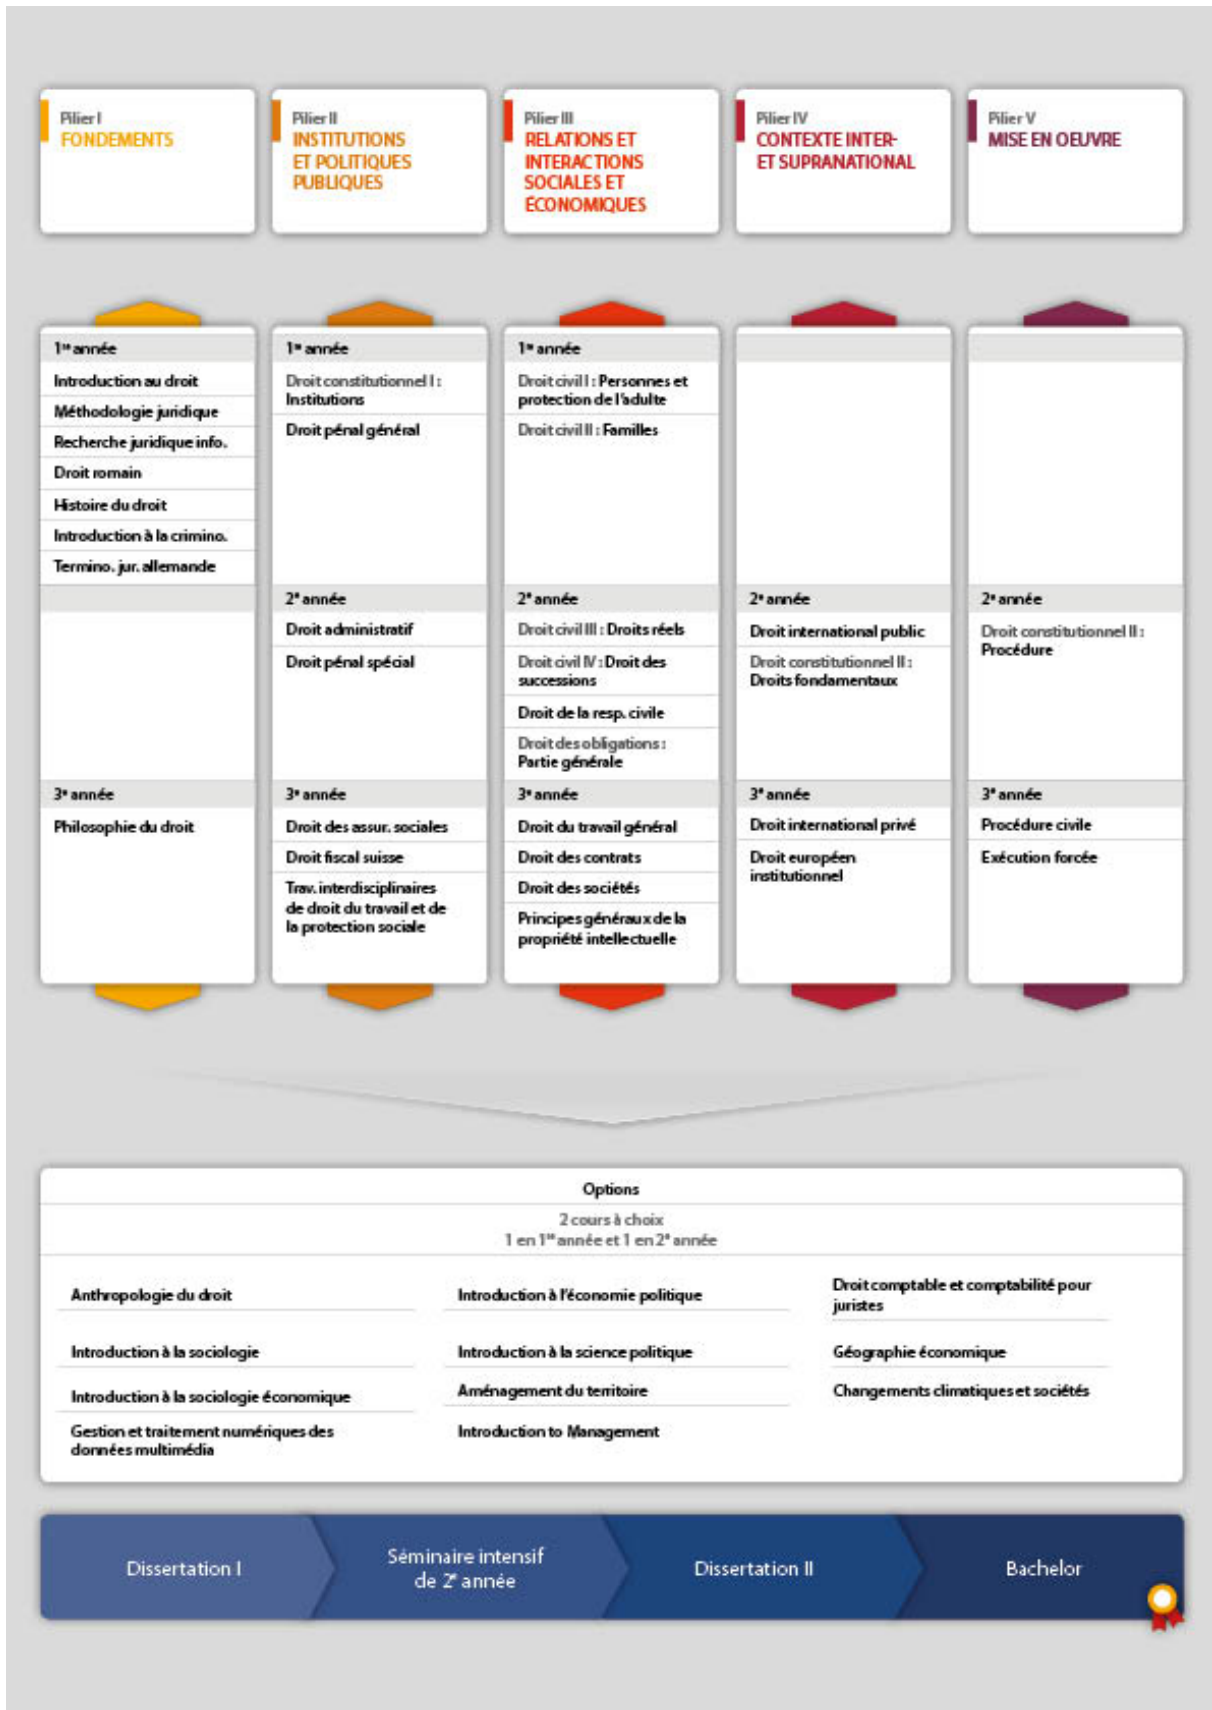 Pilier I
FONDEMENTS
Pilier II
INSTITUTIONS
ET POLITIQUES
PUBLIQUES
Pilier III
RELATIONS ET
INTERACTIONS
SOCIALES ET
ÉCONOMIQUES
Pilier IV
CONTEXTE INTER-
ET SUPRANATIONAL
Pilier V
MISE EN OEUVRE
1re année
Introduction au droit
Méthodologie juridique
Recherche juridique info.
Droit romain
Histoire du droit
Introduction à la crimino.
Termino. jur. allemande
3e année
Philosophie du droit
1re année
Droit constitutionnel I :
Institutions
Droit pénal général
2e année
Droit administratif
Droit pénal spécial
3e année
Droit des assur. sociales
Droit fiscal suisse
Trav. interdisciplinaires
de droit du travail et de
la protection sociale
1re année
Droit civil I : Personnes et
protection de l'adulte
Droit civil II : Familles
2e année
Droit civil III : Droits réels
Droit civil IV : Droit des
successions
Droit de la resp. civile
Droit des obligations :
Partie générale
3e année
Droit du travail général
Droit des contrats
Droit des sociétés
Principes généraux de la
propriété intellectuelle
2e année
Droit international public
Droit constitutionnel II :
Droits fondamentaux
3e année
Droit international privé
Droit européen
institutionnel
2e année
Droit constitutionnel II :
Procédure
3e année
Procédure civile
Exécution forcée
Options
2 cours à choix
1 en 1re année et 1 en 2e année
Anthropologie du droit
Introduction à la sociologie
Introduction à la sociologie économique
Gestion et traitement numériques des
données multimédia
Introduction à l'économie politique
Introduction à la science politique
Aménagement du territoire
Introduction to Management
Droit comptable et comptabilité pour
juristes
Géographie économique
Changements climatiques et sociétés
Dissertation I
Séminaire intensif
de 2e année
Dissertation II
Bachelor